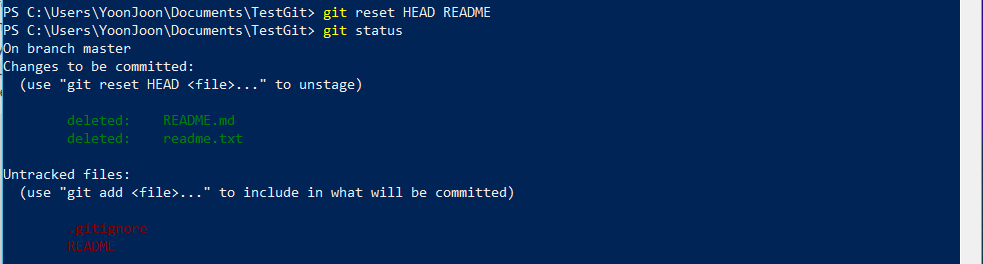 PS C:\Users\YoonJoon\Documents\TestGit> git reset HEAD README
PS C:\Users\YoonJoon\Documents\TestGit> git status
On branch master
Changes to be committed:
  (use "git reset HEAD <file>..." to unstage)

        deleted:    README.md
        deleted:    readme.txt

Untracked files:
  (use "git add <file>..." to include in what will be committed)

        .gitignore
        README